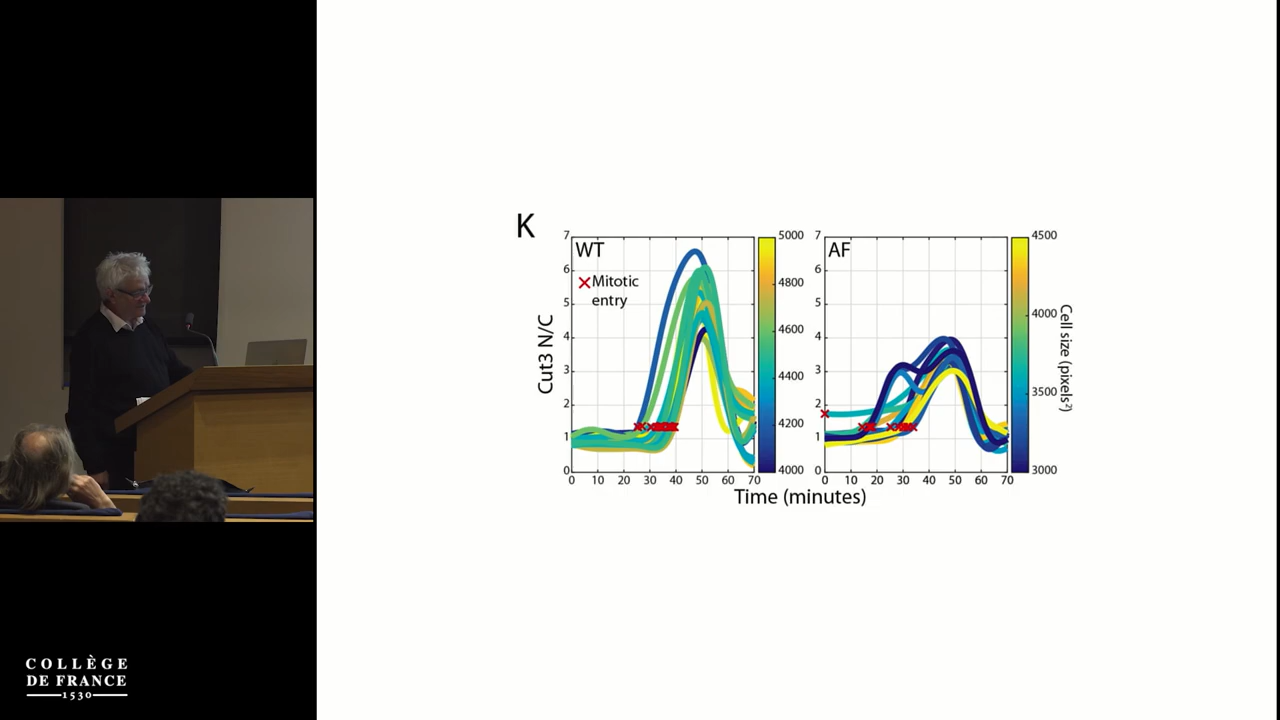 K
7
6
5
4
3
2
1
0
WT
Mitotic
entry
Cut3 N/C
0 10 20 30 40 50 60 70
5000
4800
4600
4400
4200
4000
7
6
5
4
3
2
1
0
AF
0 10 20 30 40 50 60 70
4500
4000
3500
3000
Cell size (pixels²)
Time (minutes)
COLLÈGE
DE FRANCE
1530